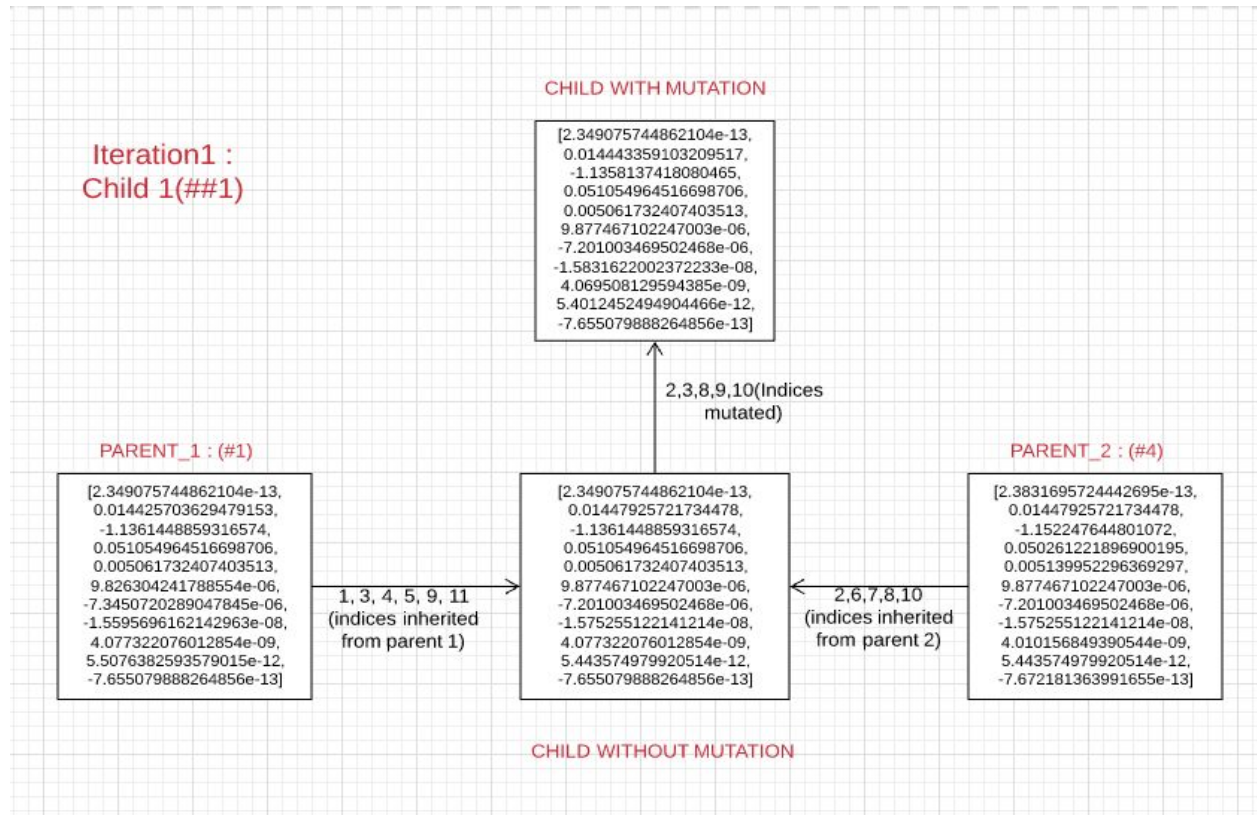 CHILD WITH MUTATION
[2.349075744862104e-13,
0.014443359103209517,
-1.1358137418080465,
0.051054964516698706,
0.005061732407403513,
9.877467102247003e-06,
-7.201003469502468e-06,
-1.5831622002372233e-08,
4.069508129594385e-09,
5.4012452494904466e-12,
-7.655079888264856e-13]
Iteration1 :
Child 1(##1)
2,3,8,9,10(Indices
mutated)
PARENT_1 : (#1)
[2.349075744862104e-13,
0.014425703629479153,
-1.1361448859316574,
0.051054964516698706,
0.005061732407403513,
9.826304241788554e-06,
-7.3450720289047845e-06,
-1.5595696162142963e-08,
4.077322076012854e-09,
5.5076382593579015e-12,
-7.655079888264856e-13]
1, 3, 4, 5, 9, 11
(indices inherited
from parent 1)
[2.349075744862104e-13,
0.01447925721734478,
-1.1361448859316574,
0.051054964516698706,
0.005061732407403513,
9.877467102247003e-06,
-7.201003469502468e-06,
-1.575255122141214e-08,
4.077322076012854e-09,
5.443574979920514e-12,
-7.655079888264856e-13]
CHILD WITHOUT MUTATION
2,6,7,8,10
(indices inherited
from parent 2)
PARENT_2 : (#4)
[2.3831695724442695e-13,
0.01447925721734478,
-1.152247644801072,
0.050261221896900195,
0.005139952296369297,
9.877467102247003e-06,
-7.201003469502468e-06,
-1.575255122141214e-08,
4.010156849390544e-09,
5.443574979920514e-12,
-7.672181363991655e-13]